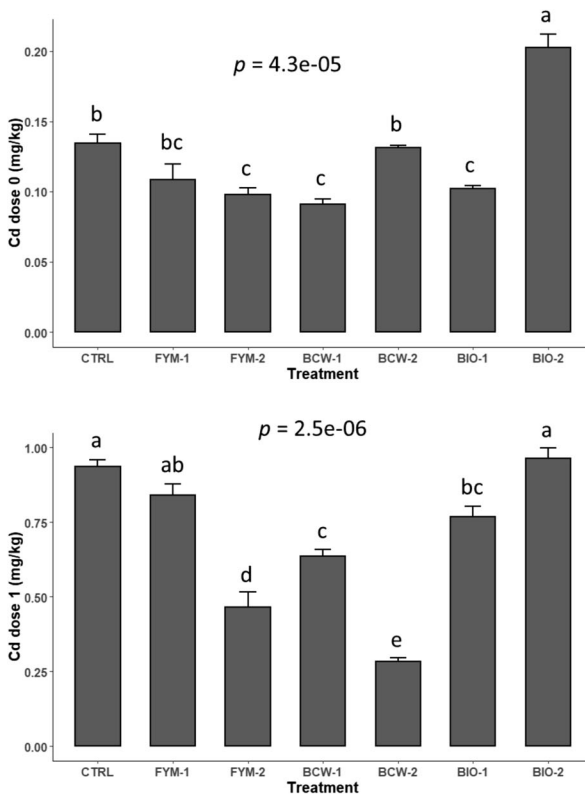 a
p = 4.3e-05
b bc c c b c
Cd dose 0 (mg/kg)
0.20
0.15
0.10
0.05
0.00
CTRL FYM-1 FYM-2 BCW-1 BCW-2 BIO-1 BIO-2
Treatment
p = 2.5e-06
a ab d c e bc a
Cd dose 1 (mg/kg)
1.00
0.75
0.50
0.25
0.00
CTRL FYM-1 FYM-2 BCW-1 BCW-2 BIO-1 BIO-2
Treatment